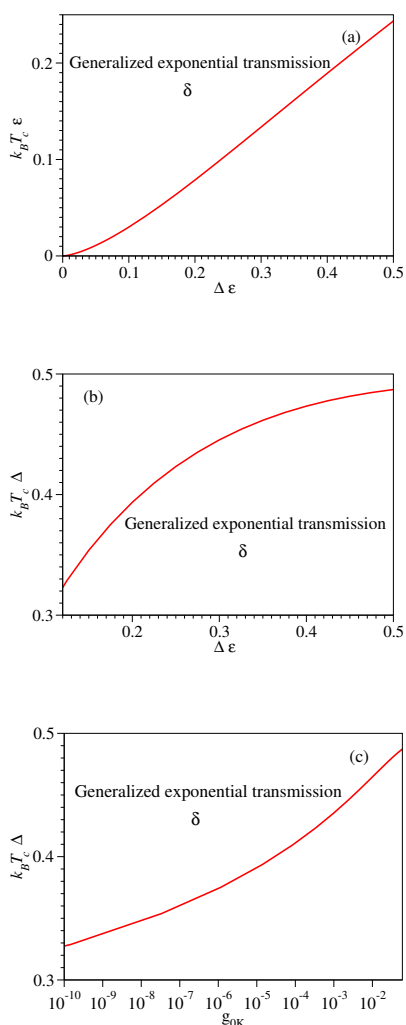 (a)
0.2
Generalized exponential transmission
δ
k_B T_c ε
0.1
0
0 0.1 0.2 0.3 0.4 0.5
Δ ε
0.5
(b)
k_B T_c Δ
0.4
Generalized exponential transmission
δ
0.3
0.2 0.3 0.4 0.5
Δ ε
0.5
(c)
Generalized exponential transmission
δ
k_B T_c Δ
0.4
0.3
10^-10 10^-9 10^-8 10^-7 10^-6 10^-5 10^-4 10^-3 10^-2
g_0K